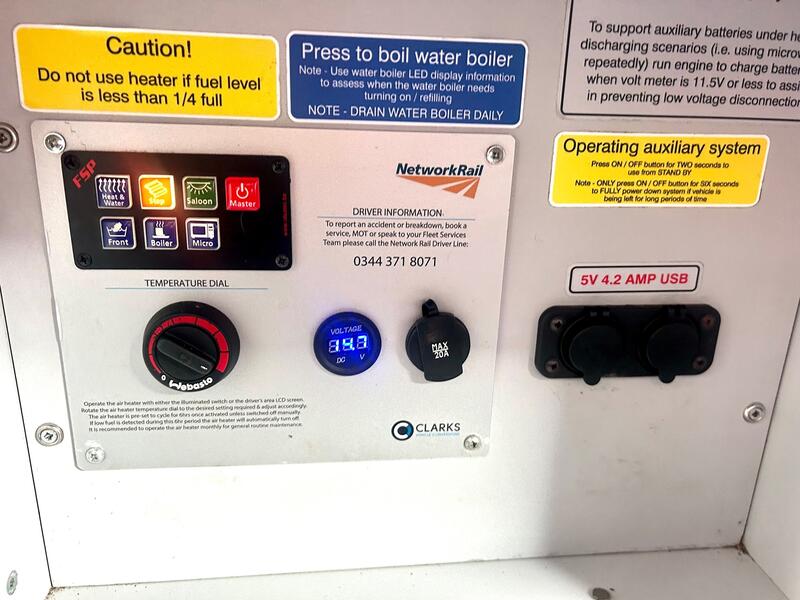 Caution!
Do not use heater if fuel level
is less than 1/4 full
Press to boil water boiler
Note - Use water boiler LED display information
to assess when the water boiler needs
turning on / refilling
NOTE - DRAIN WATER BOILER DAILY
To support auxiliary batteries under
discharging scenarios (i.e. using
repeatedly) run engine to charge
when volt meter is 11.5V or less to
in preventing low voltage
Operating auxiliary system
Press ON / OFF button for TWO seconds to
use from STAND BY
Note - ONLY press ON / OFF button for SIX seconds
to FULLY power down system if vehicle is
being left for long periods of time
FSP
Heat &
Water
Step
Saloon
Master
Front
Boiler
Micro
NetworkRail
DRIVER INFORMATION
To report an accident or breakdown, book a
service, MOT or speak to your Fleet Services
Team please call the Network Rail Driver Line:
0344 371 8071
TEMPERATURE DIAL
0
Webasto
VOLTAGE
14.7
DC V
MAX
20A
5V 4.2 AMP USB
Operate the air heater with either the illuminated switch or the driver's area LCD screen.
Rotate the air heater temperature dial to the desired setting required & adjust accordingly.
The air heater is pre-set to cycle for 6hrs once activated unless switched off manually.
If low fuel is detected during this 6hr period the air heater will automatically turn off.
It is recommended to operate the air heater monthly for general routine maintenance.
CLARKS
VEHICLE CONVERSIONS